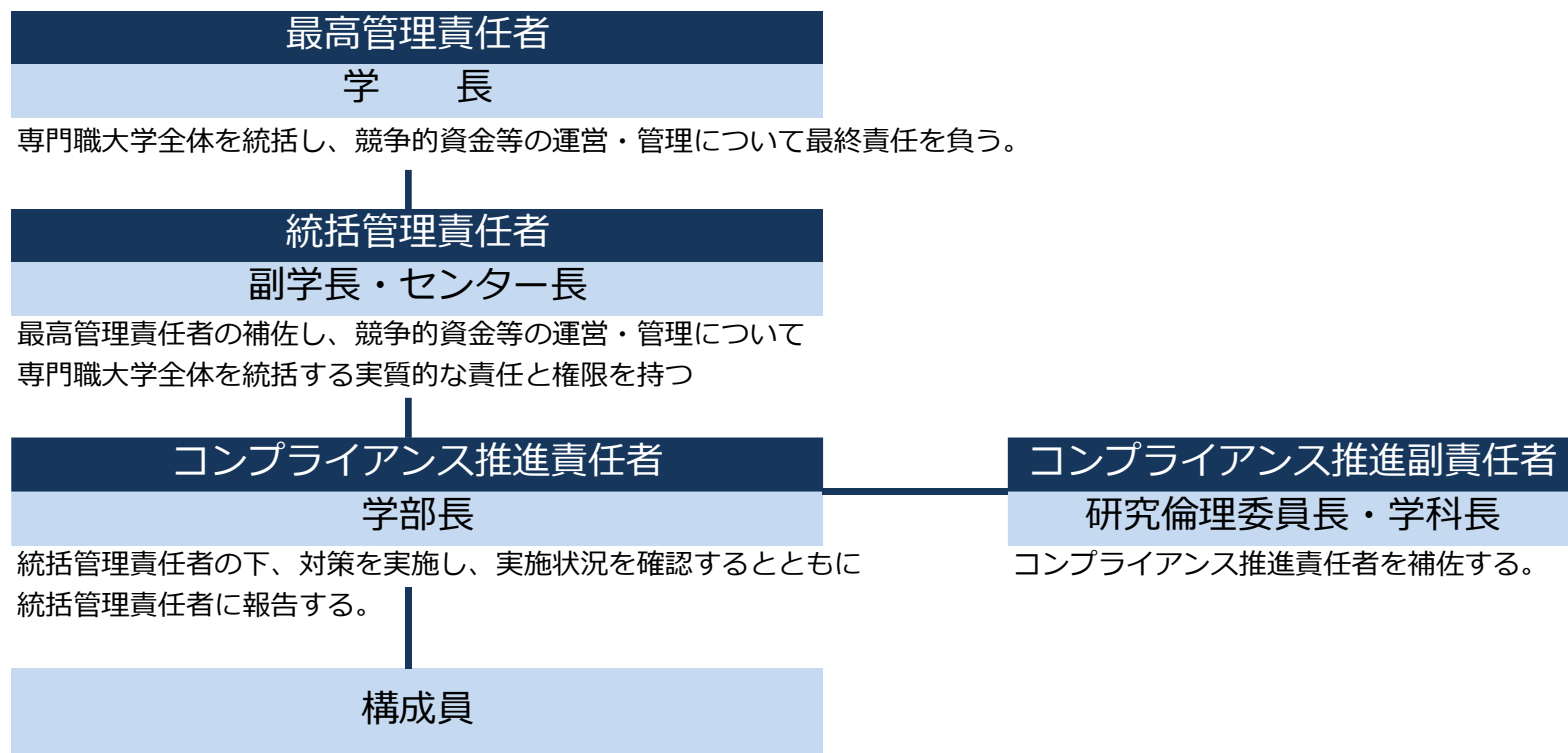 最高管理責任者
学　　長
専門職大学全体を統括し、競争的資金等の運営・管理について最終責任を負う。
統括管理責任者
副学長・センター長
最高管理責任者の補佐し、競争的資金等の運営・管理について
専門職大学全体を統括する実質的な責任と権限を持つ
コンプライアンス推進責任者
学部長
統括管理責任者の下、対策を実施し、実施状況を確認するとともに
統括管理責任者に報告する。
コンプライアンス推進副責任者
研究倫理委員長・学科長
コンプライアンス推進責任者を補佐する。
構成員